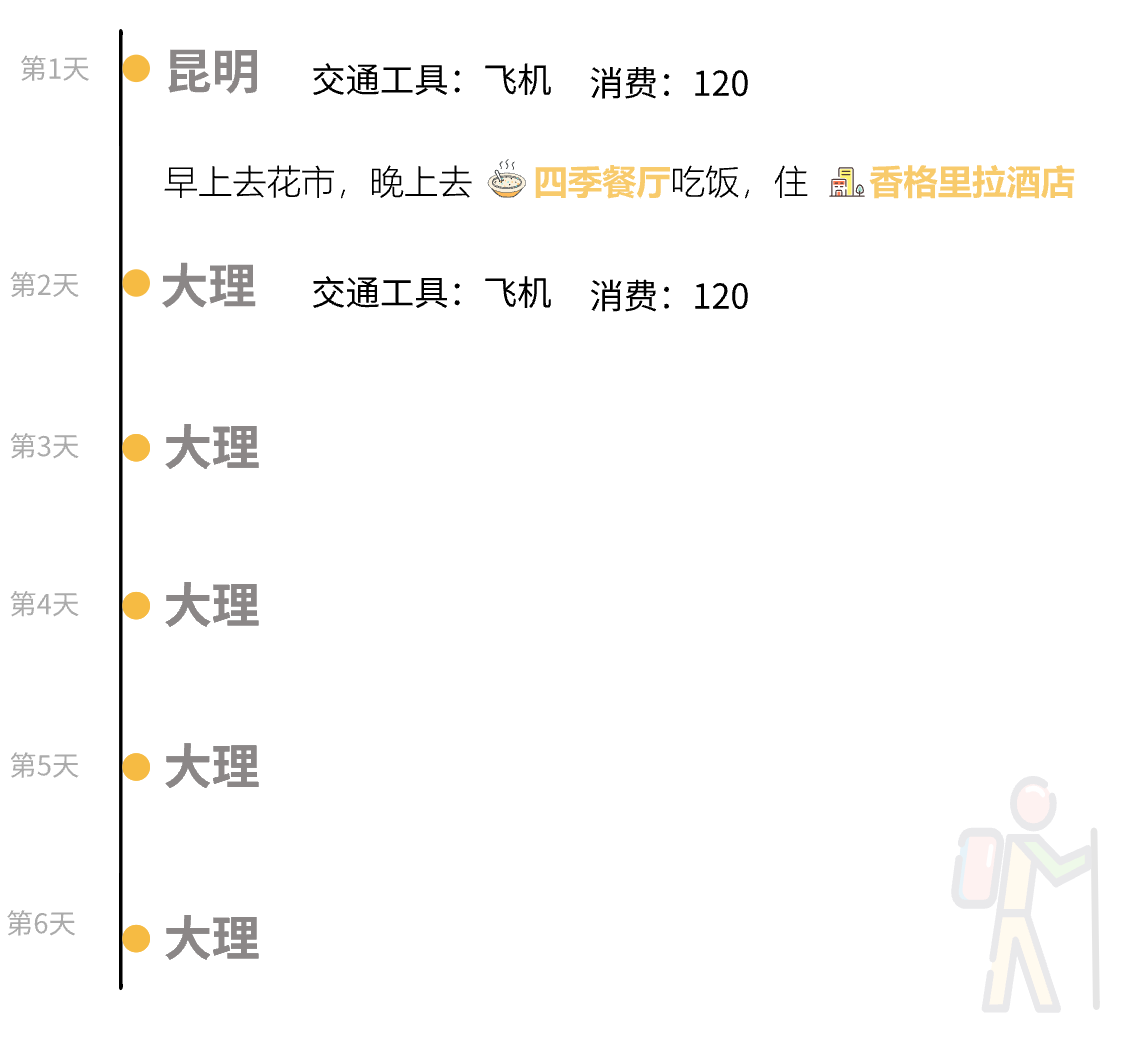 第1天 昆明 交通工具：飞机 消费：120
早上去花市，晚上去 四季餐厅吃饭，住 香格里拉酒店
第2天 大理 交通工具：飞机 消费：120
第3天 大理
第4天 大理
第5天 大理
第6天 大理